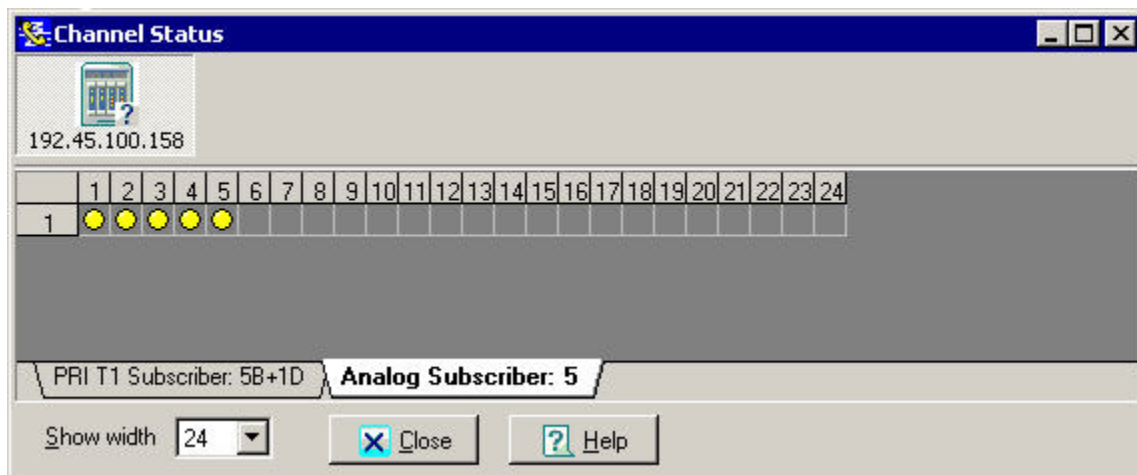 Channel Status
192.45.100.158
1 2 3 4 5 6 7 8 9 10 11 12 13 14 15 16 17 18 19 20 21 22 23 24
1
PRI T1 Subscriber: 5B+1D Analog Subscriber: 5
Show width 24 Close ? Help